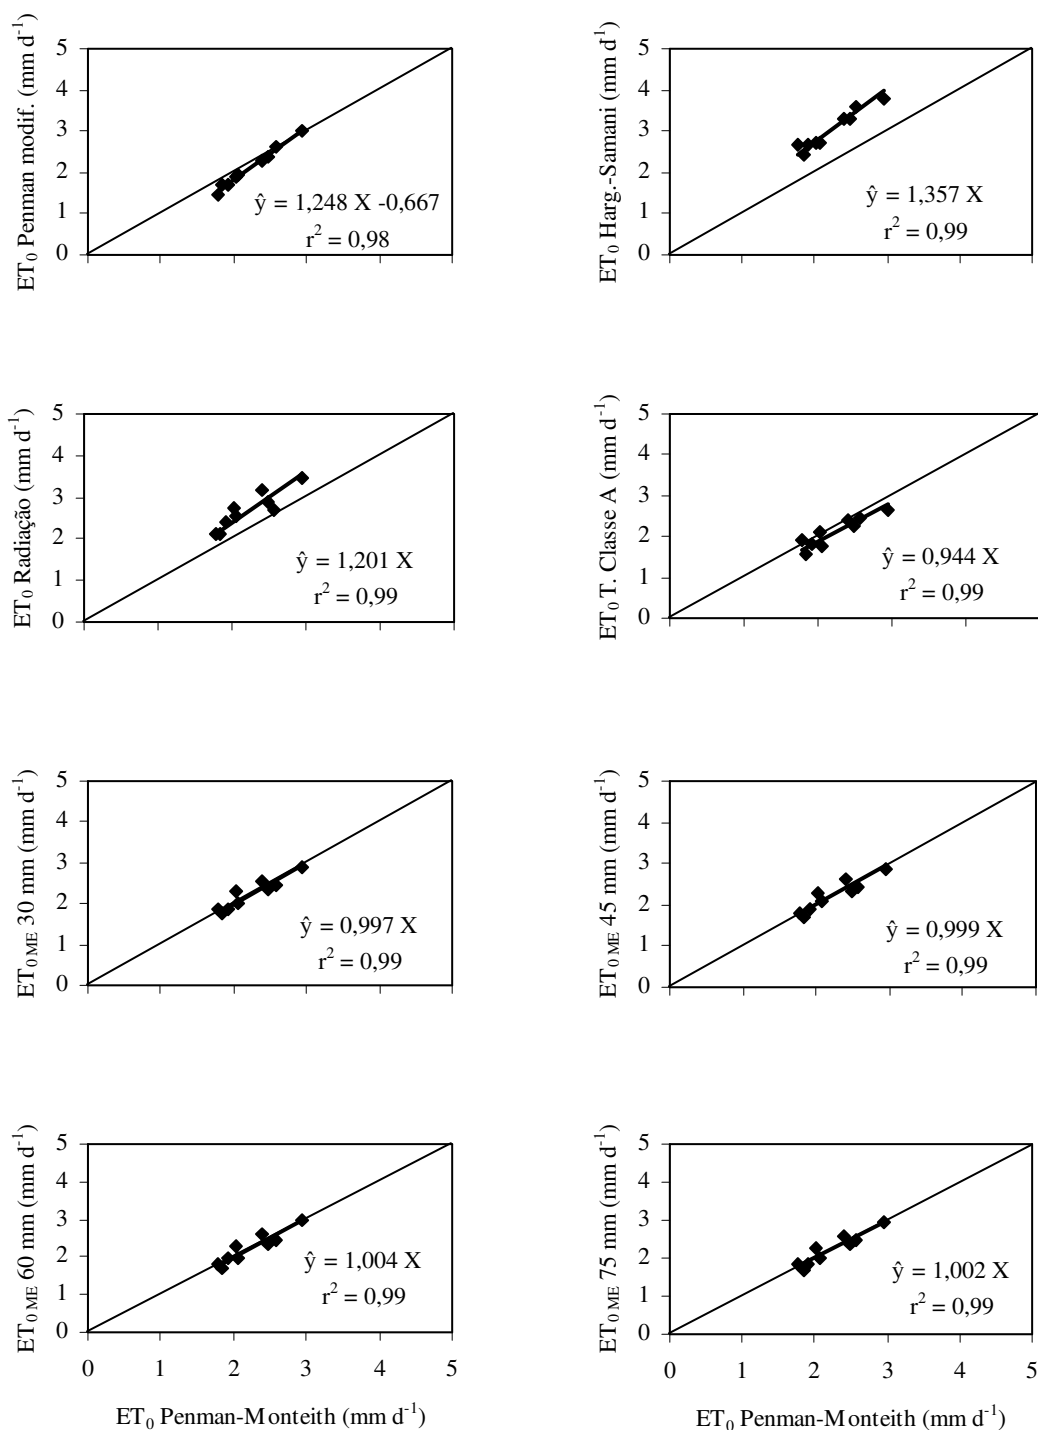 ET0 Penman modif. (mm d-1)
5
4
3
2
1
0
ŷ = 1,248 X -0,667
r2 = 0,98
ET0 Harg.-Samani (mm d-1)
5
4
3
2
1
0
ŷ = 1,357 X
r2 = 0,99
ET0 Radiação (mm d-1)
5
4
3
2
1
0
ŷ = 1,201 X
r2 = 0,99
ET0 T. Classe A (mm d-1)
5
4
3
2
1
0
ŷ = 0,944 X
r2 = 0,99
ET0 ME 30 mm (mm d-1)
5
4
3
2
1
0
ŷ = 0,997 X
r2 = 0,99
ET0 ME 45 mm (mm d-1)
5
4
3
2
1
0
ŷ = 0,999 X
r2 = 0,99
ET0 ME 60 mm (mm d-1)
5
4
3
2
1
0
ŷ = 1,004 X
r2 = 0,99
0 1 2 3 4 5
ET0 Penman-Monteith (mm d-1)
ET0 ME 75 mm (mm d-1)
5
4
3
2
1
0
ŷ = 1,002 X
r2 = 0,99
0 1 2 3 4 5
ET0 Penman-Monteith (mm d-1)